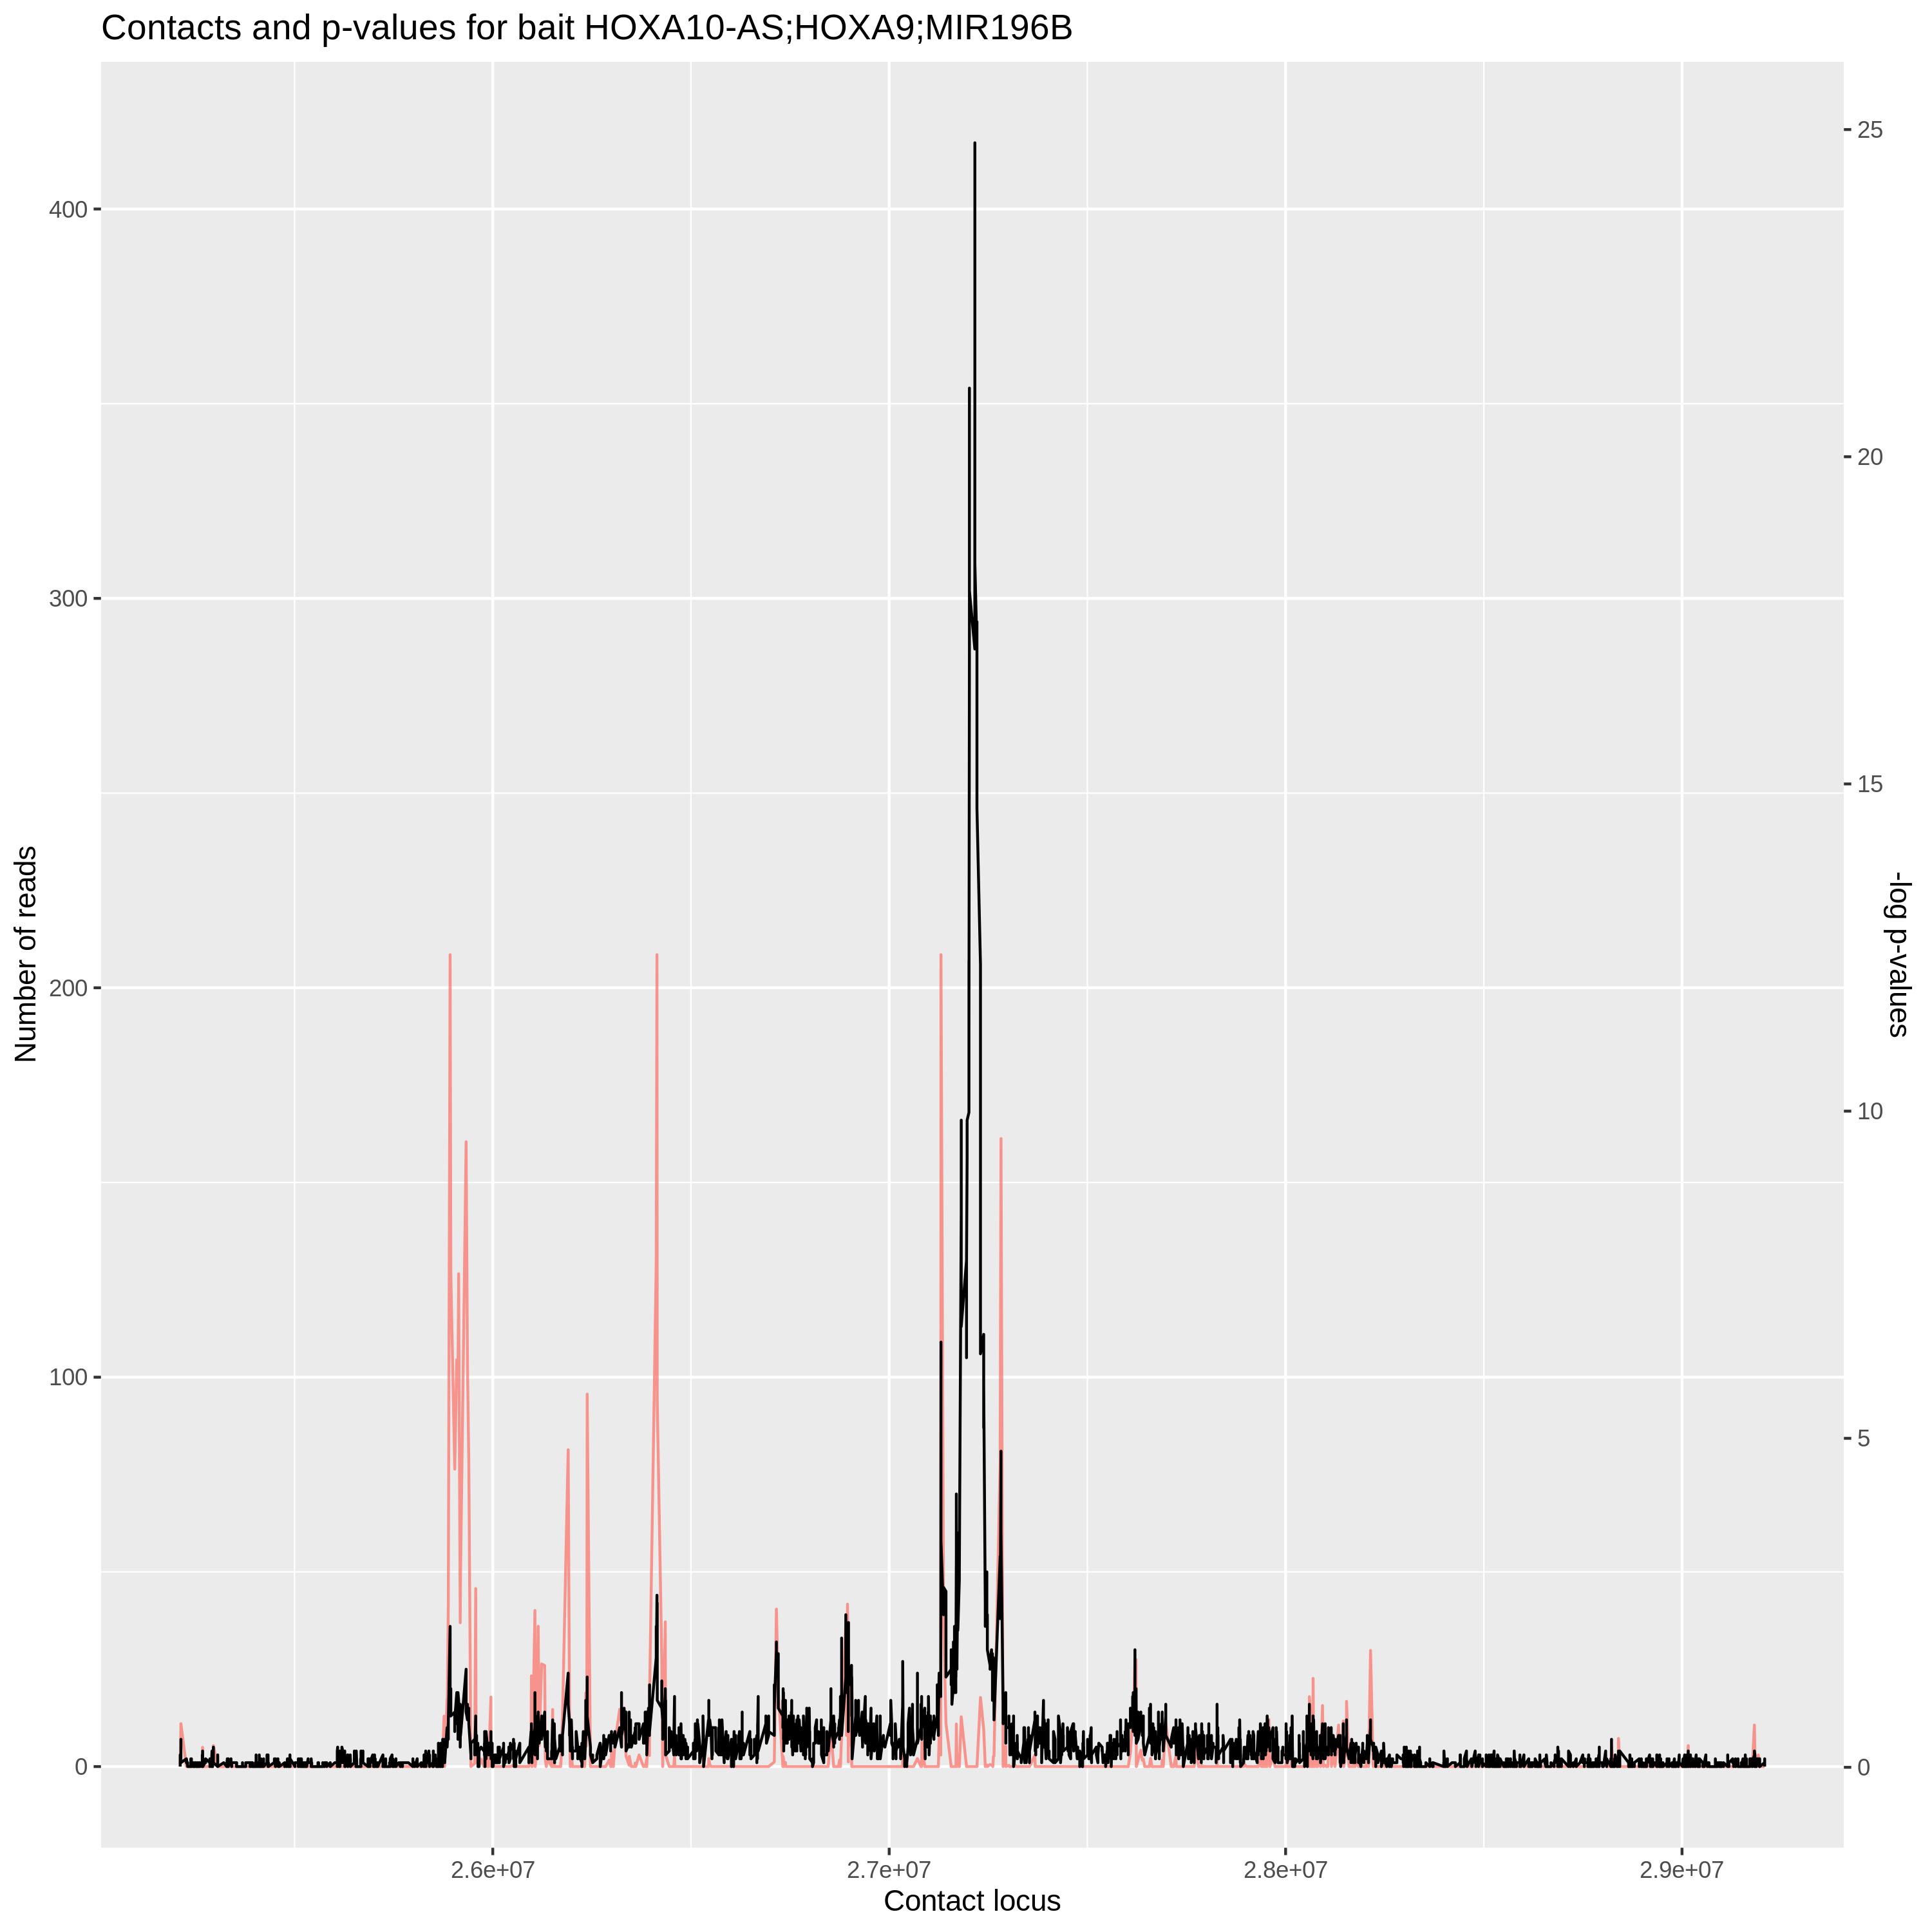 Contacts and p-values for bait HOXA10-AS;HOXA9;MIR196B
25
400
20
300
15
Number of reads
-log p-values
200
10
100
5
0
0
2.6e+07
2.7e+07
2.8e+07
2.9e+07
Contact locus